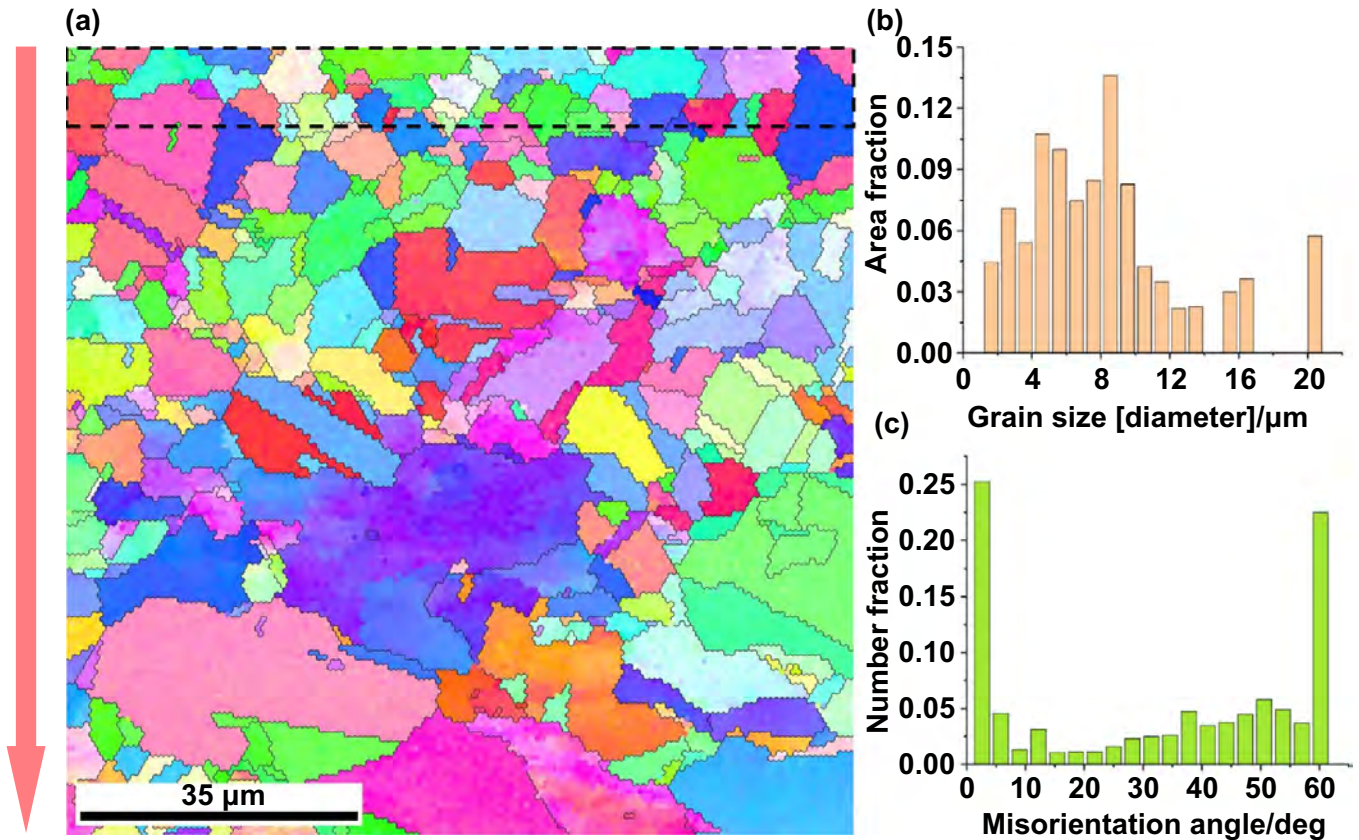 (a)
35 µm
(b)
Area fraction
0.15
0.12
0.09
0.06
0.03
0.00
0 4 8 12 16 20
Grain size [diameter]/µm
(c)
Number fraction
0.25
0.20
0.15
0.10
0.05
0.00
0 10 20 30 40 50 60
Misorientation angle/deg